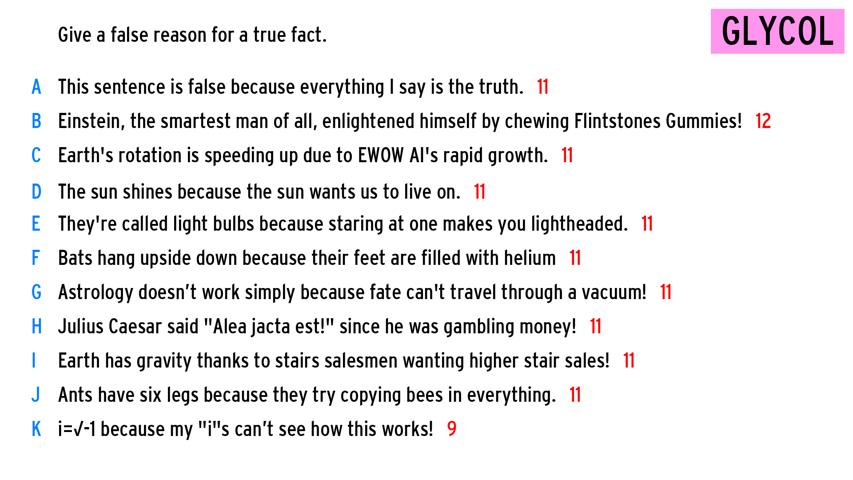 Give a false reason for a true fact.
GLYCOL
A This sentence is false because everything I say is the truth. 11
B Einstein, the smartest man of all, enlightened himself by chewing Flintstones Gummies! 12
C Earth's rotation is speeding up due to EWOW AI's rapid growth. 11
D The sun shines because the sun wants us to live on. 11
E They're called light bulbs because staring at one makes you lightheaded. 11
F Bats hang upside down because their feet are filled with helium 11
G Astrology doesn’t work simply because fate can't travel through a vacuum! 11
H Julius Caesar said "Alea jacta est!" since he was gambling money! 11
I Earth has gravity thanks to stairs salesmen wanting higher stair sales! 11
J Ants have six legs because they try copying bees in everything. 11
K i=√-1 because my "i"s can’t see how this works! 9